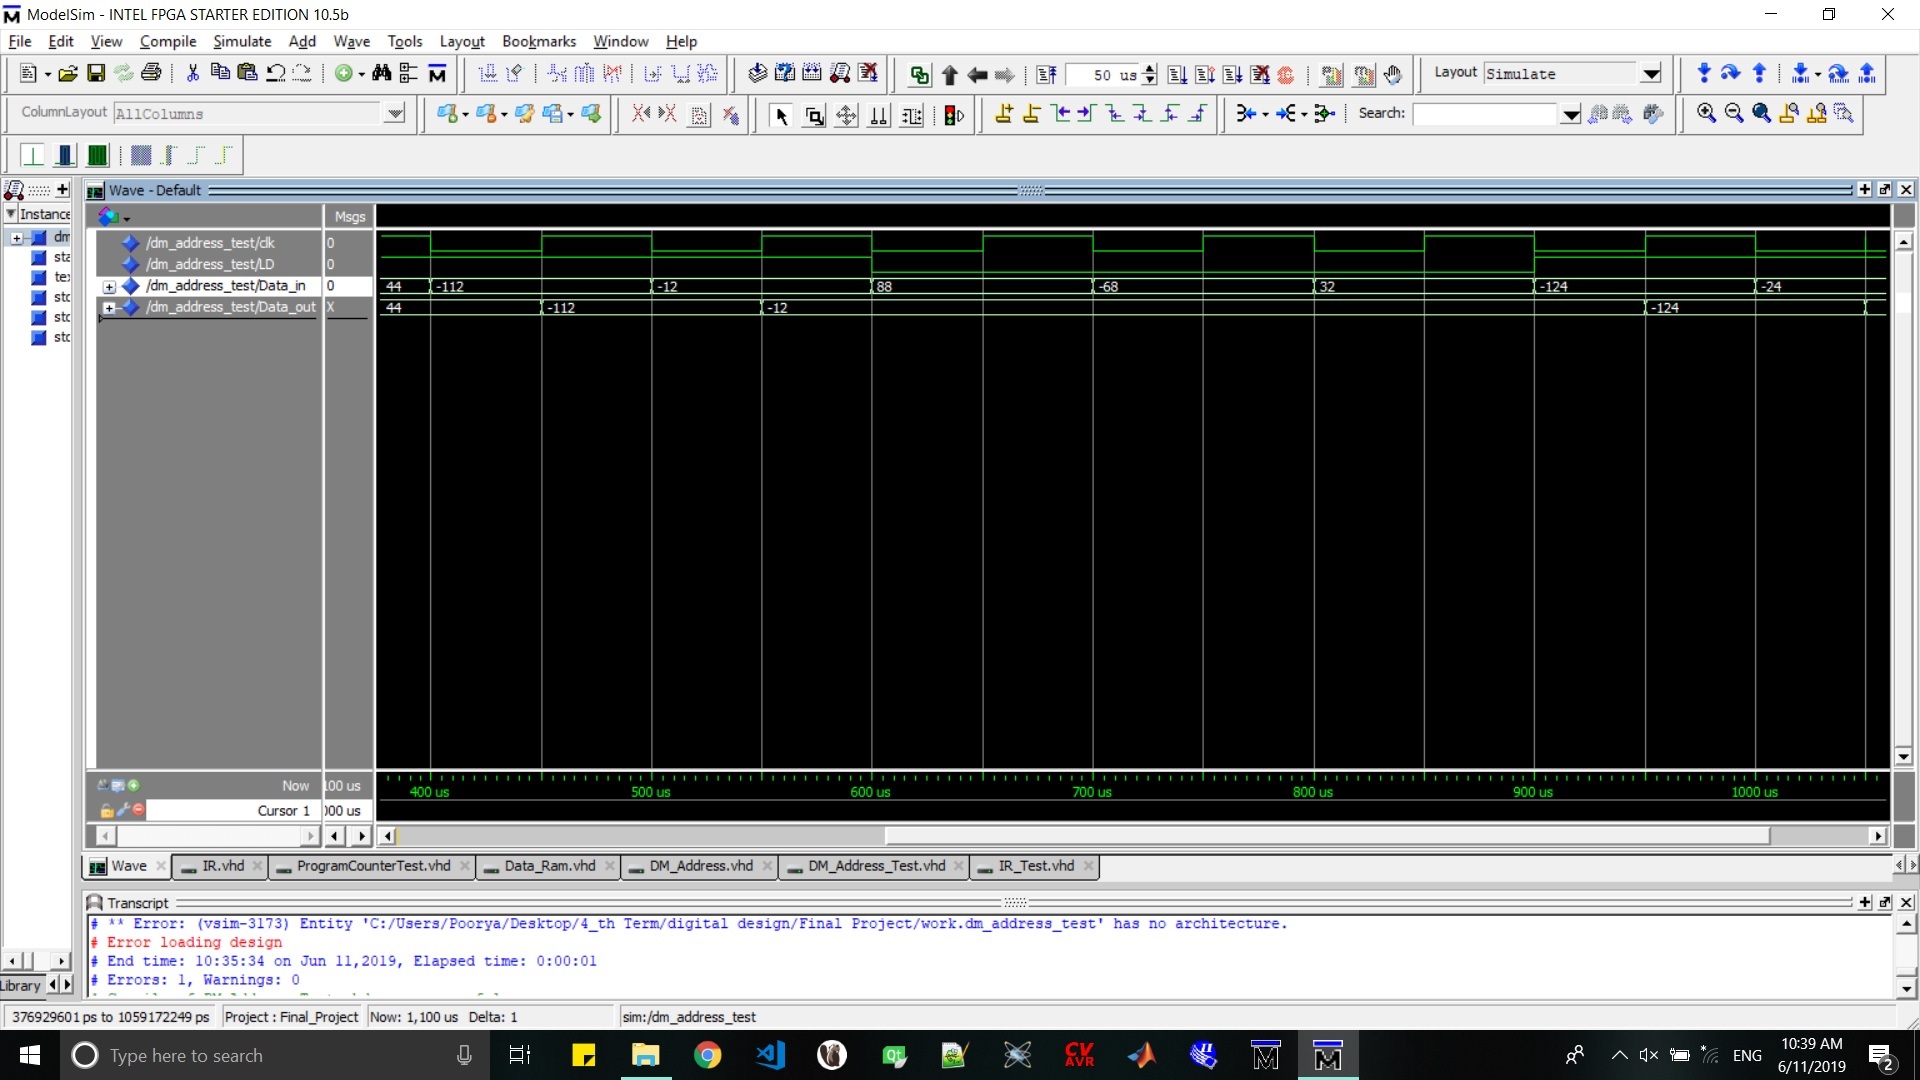 ModelSim - INTEL FPGA STARTER EDITION 10.5b
File Edit View Compile Simulate Add Wave Tools Layout Bookmarks Window Help
50 us
Layout Simulate
ColumnLayout AllColumns
Search:
Wave - Default
Instance
Msgs
dm
/dm_address_test/clk 0
sta
/dm_address_test/LD 0
te
/dm_address_test/Data_in 0 44 -112 -12 88 -68 32 -124 -24
/dm_address_test/Data_out X 44 -112 -12 -124
Now 100 us
400 us 500 us 600 us 700 us 800 us 900 us 1000 us
Cursor 1 00 us
Wave IR.vhd ProgramCounterTest.vhd Data_Ram.vhd DM_Address.vhd DM_Address_Test.vhd IR_Test.vhd
Transcript
# ** Error: (vsim-3173) Entity 'C:/Users/Poorya/Desktop/4_th Term/digital design/Final Project/work.dm_address_test' has no architecture.
# Error loading design
# End time: 10:35:34 on Jun 11,2019, Elapsed time: 0:00:01
# Errors: 1, Warnings: 0
Library
376929601 ps to 1059172249 ps Project : Final_Project Now: 1,100 us Delta: 1 sim:/dm_address_test
Type here to search
Qt
CV
AVR
ENG
10:39 AM
6/11/2019
2